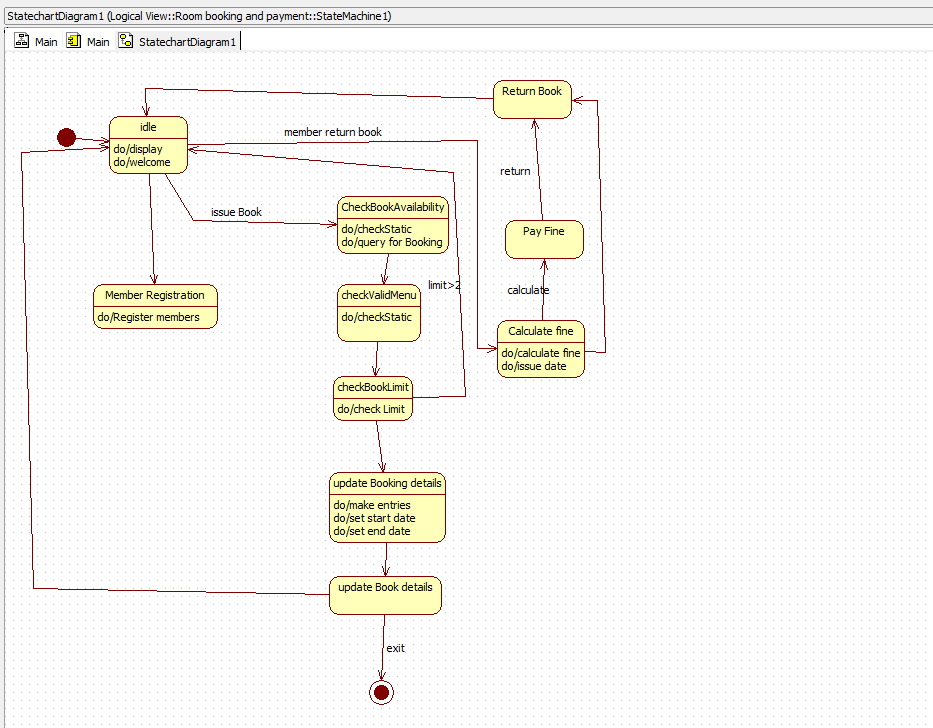 StatechartDiagram1 (Logical View::Room booking and payment::StateMachine1)
Main
Main
StatechartDiagram1
Return Book
idle
do/display
do/welcome
member return book
return
issue Book
CheckBookAvailability
do/checkStatic
do/query for Booking
Pay Fine
limit>2
calculate
Member Registration
do/Register members
checkValidMenu
do/checkStatic
Calculate fine
do/calculate fine
do/issue date
checkBookLimit
do/check Limit
update Booking details
do/make entries
do/set start date
do/set end date
update Book details
exit